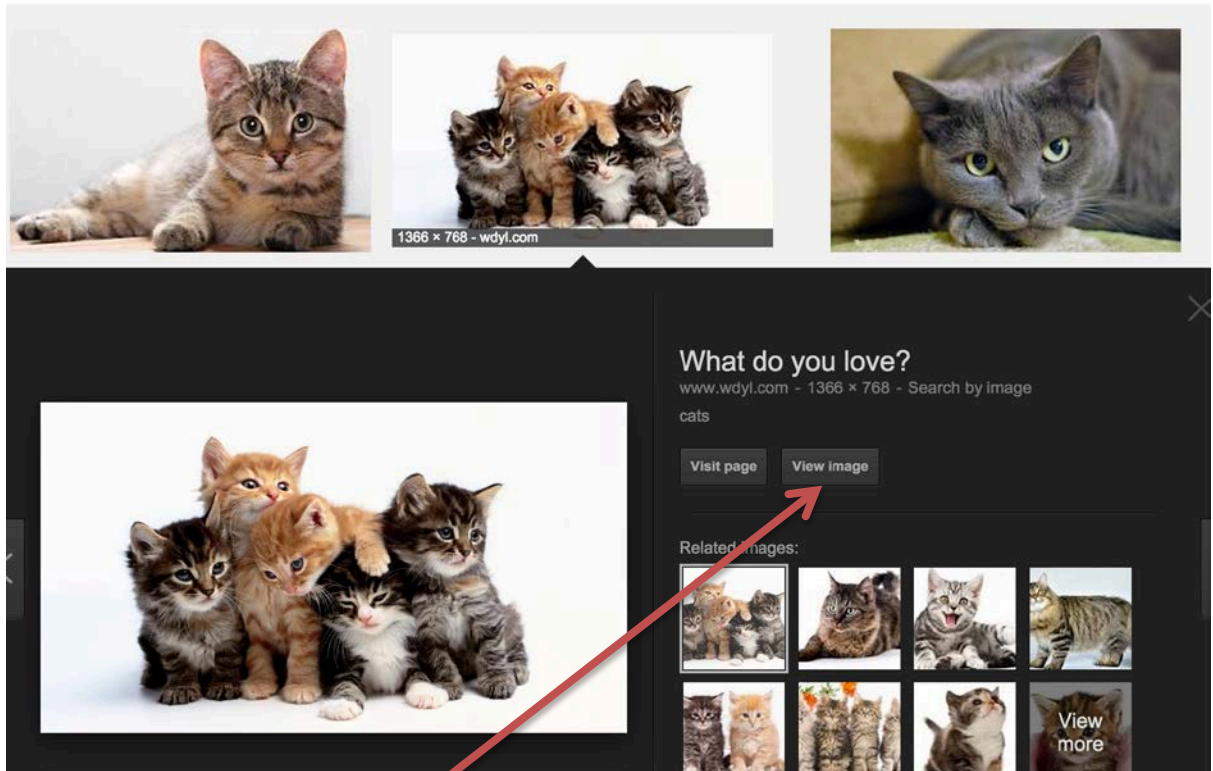 1366 × 768 - wdyl.com
What do you love?
www.wdyl.com - 1366 × 768 - Search by image
cats
Visit page
View image
Related images:
View
more